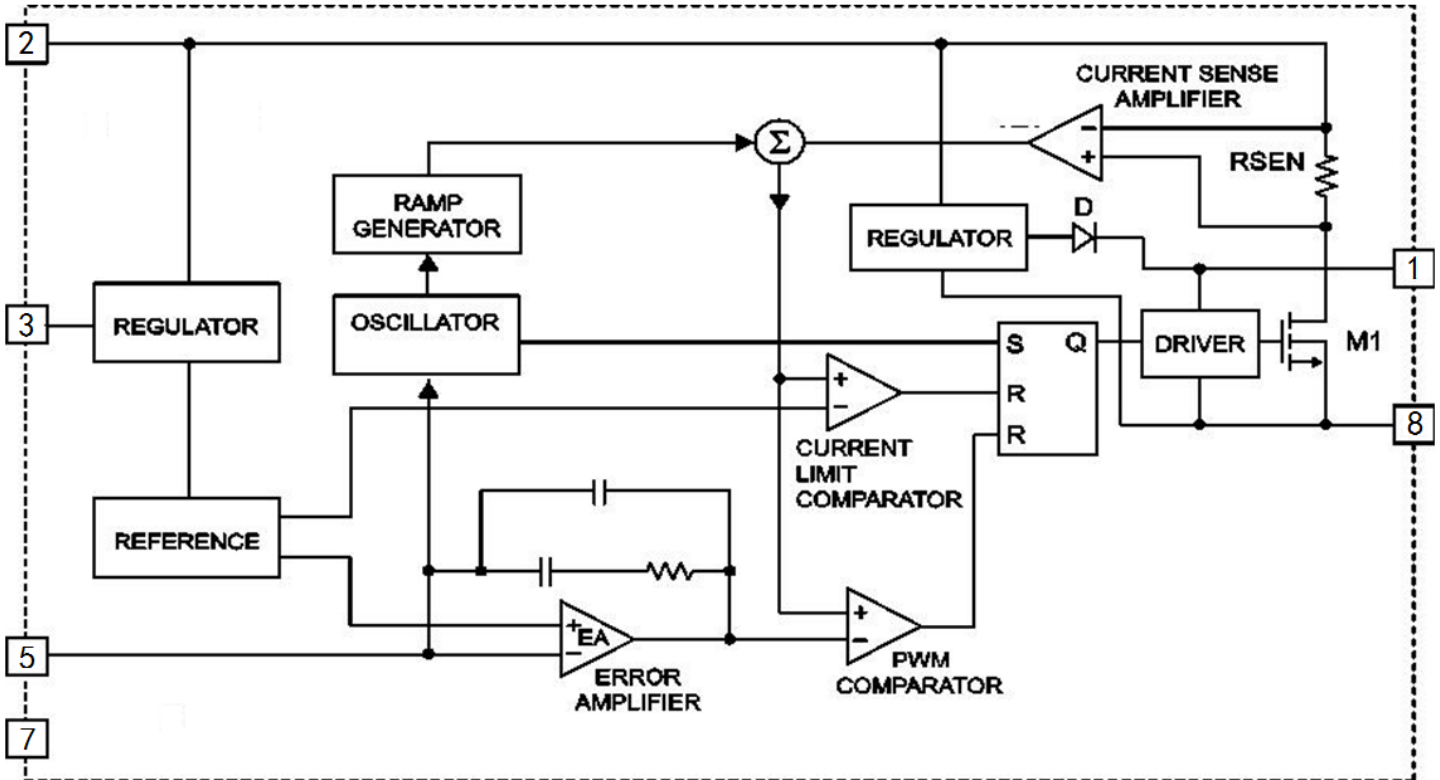 2
CURRENT SENSE
AMPLIFIER
-
+
Σ
RSEN
RAMP
GENERATOR
D
REGULATOR
1
3
REGULATOR
OSCILLATOR
S
Q
DRIVER
M1
+
-
R
R
8
CURRENT
LIMIT
COMPARATOR
REFERENCE
+
EA
-
+
-
5
ERROR
AMPLIFIER
PWM
COMPARATOR
7